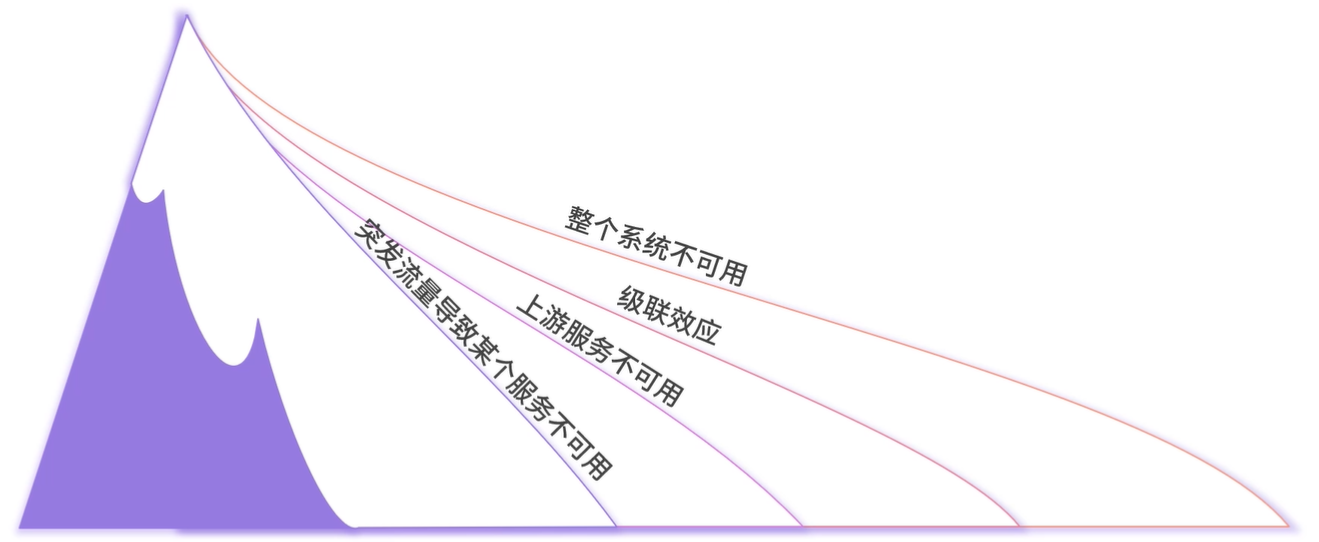 整个系统不可用
级联效应
上游服务不可用
突发流量导致某个服务不可用